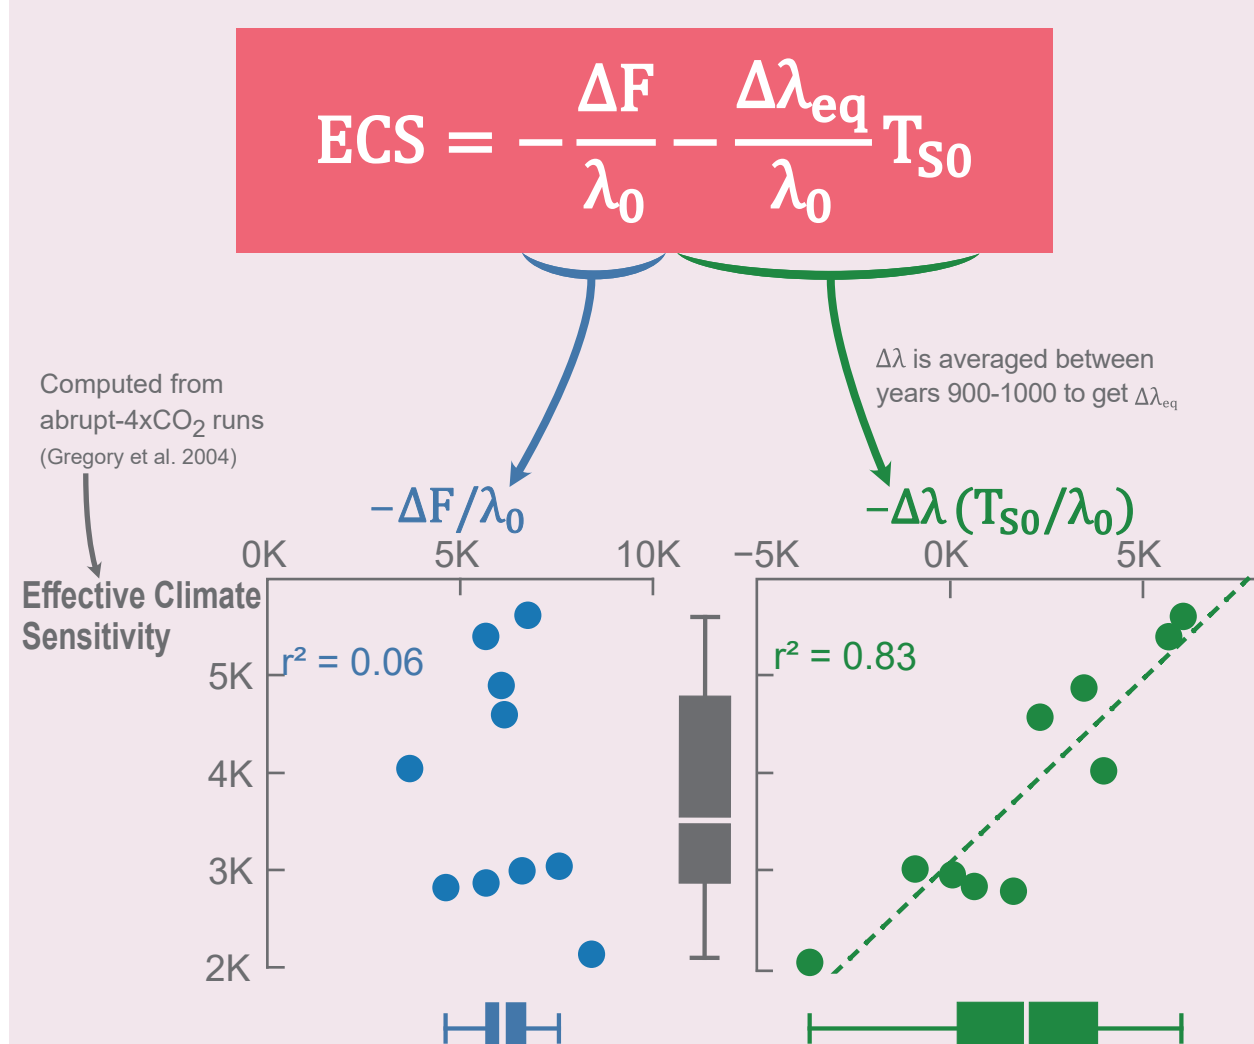 ECS = − ΔF/λ₀ − Δλeq/λ₀ TS0
Δλ is averaged between
years 900-1000 to get Δλeq
Computed from
abrupt-4xCO₂ runs
(Gregory et al. 2004)
−ΔF/λ₀
−Δλ(TS0/λ₀)
0K 5K 10K
−5K 0K 5K
Effective Climate
Sensitivity
r² = 0.06
r² = 0.83
5K
4K
3K
2K